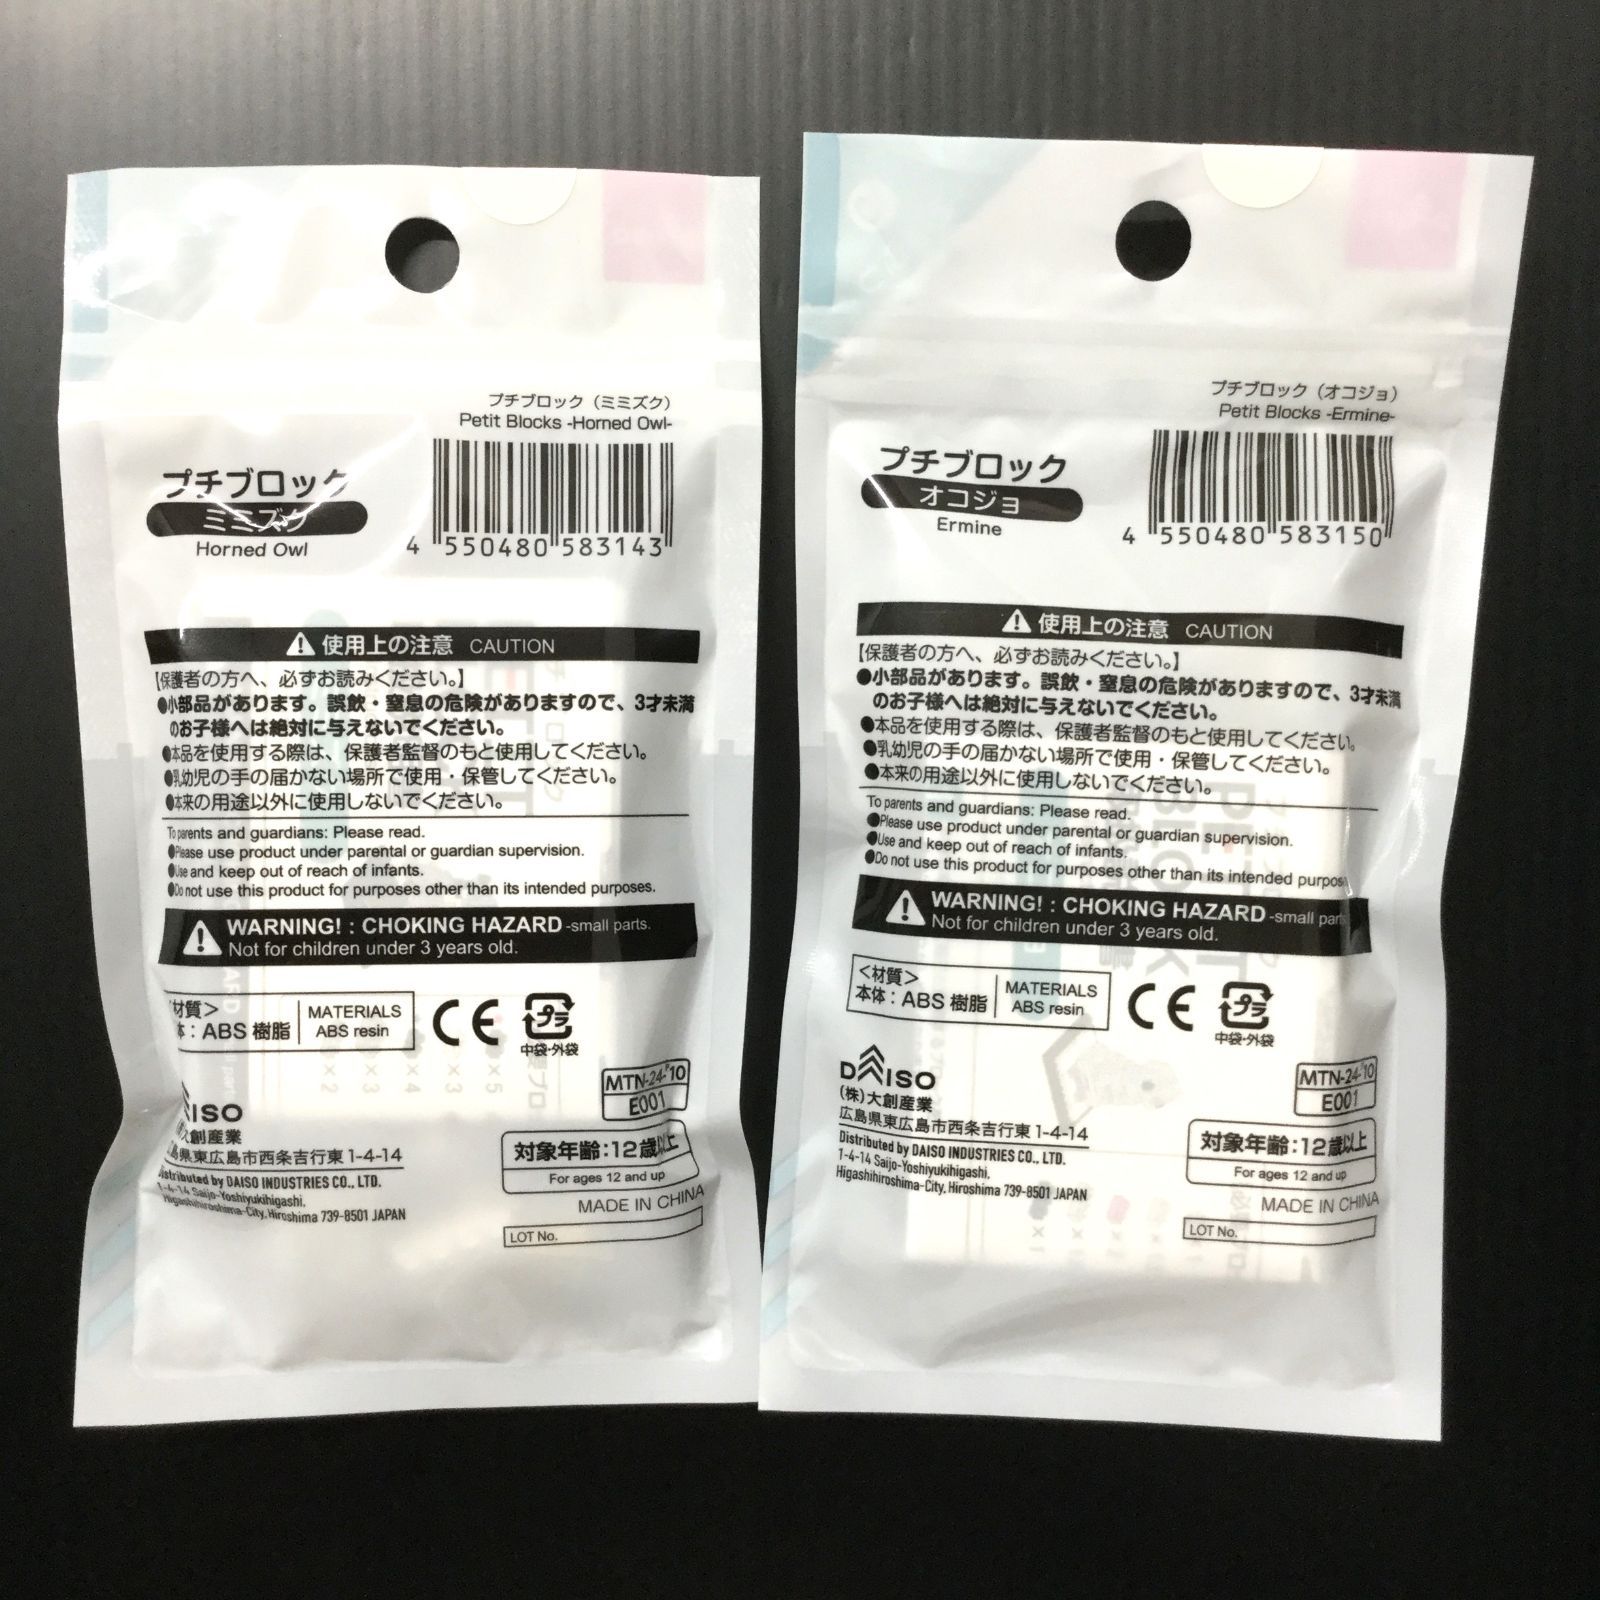 プチブロック（ミミズク）
Petit Blocks -Horned Owl-
プチブロック
ミミズク
Horned Owl
4 550480 583143
使用上の注意 CAUTION
【保護者の方へ、必ずお読みください。】
●小部品があります。誤飲・窒息の危険がありますので、3才未満
のお子様へは絶対に与えないでください。
●本品を使用する際は、保護者監督のもと使用してください。
●乳幼児の手の届かない場所で使用・保管してください。
●本来の用途以外に使用しないでください。
To parents and guardians: Please read.
●Please use product under parental or guardian supervision.
●Use and keep out of reach of infants.
●Do not use this product for purposes other than its intended purposes.
WARNING! : CHOKING HAZARD -small parts.
Not for children under 3 years old.
材質＞
体：ABS 樹脂
MATERIALS
ABS resin
CE
プラ
中袋・外袋
MTN-24-'10
E001
ISO
大創産業
島県東広島市西条吉行東1-4-14
Distributed by DAISO INDUSTRIES CO., LTD.
1-4-14 Saijo-Yoshiyukihigashi,
Higashihiroshima-City, Hiroshima 739-8501 JAPAN
対象年齢：12歳以上
For ages 12 and up
MADE IN CHINA
LOT No.
プチブロック（オコジョ）
Petit Blocks -Ermine-
プチブロック
オコジョ
Ermine
4 550480 583150
使用上の注意 CAUTION
【保護者の方へ、必ずお読みください。】
●小部品があります。誤飲・窒息の危険がありますので、3才未満
のお子様へは絶対に与えないでください。
●本品を使用する際は、保護者監督のもと使用してください。
●乳幼児の手の届かない場所で使用・保管してください。
●本来の用途以外に使用しないでください。
To parents and guardians: Please read.
●Please use product under parental or guardian supervision.
●Use and keep out of reach of infants.
●Do not use this product for purposes other than its intended purpos
WARNING! : CHOKING HAZARD -small parts
Not for children under 3 years old.
＜材質＞
本体：ABS 樹脂
MATERIALS
ABS resin
CE
プラ
中袋・外袋
DAISO
(株)大創産業
広島県東広島市西条吉行東1-4-14
Distributed by DAISO INDUSTRIES CO., LTD.
1-4-14 Saijo-Yoshiyukihigashi,
Higashihiroshima-City, Hiroshima 739-8501 JAPAN
MTN-24-'10
E001
対象年齢：12歳以上
For ages 12 and up
MADE IN CHINA
LOT No.